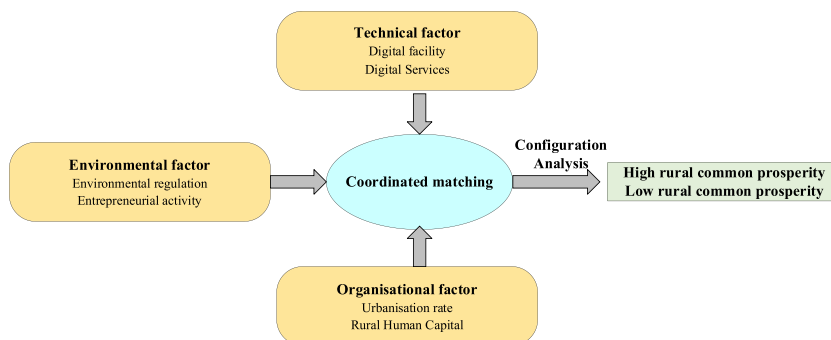 Technical factor
Digital facility
Digital Services
Environmental factor
Environmental regulation
Entrepreneurial activity
Coordinated matching
Configuration
Analysis
High rural common prosperity
Low rural common prosperity
Organisational factor
Urbanisation rate
Rural Human Capital